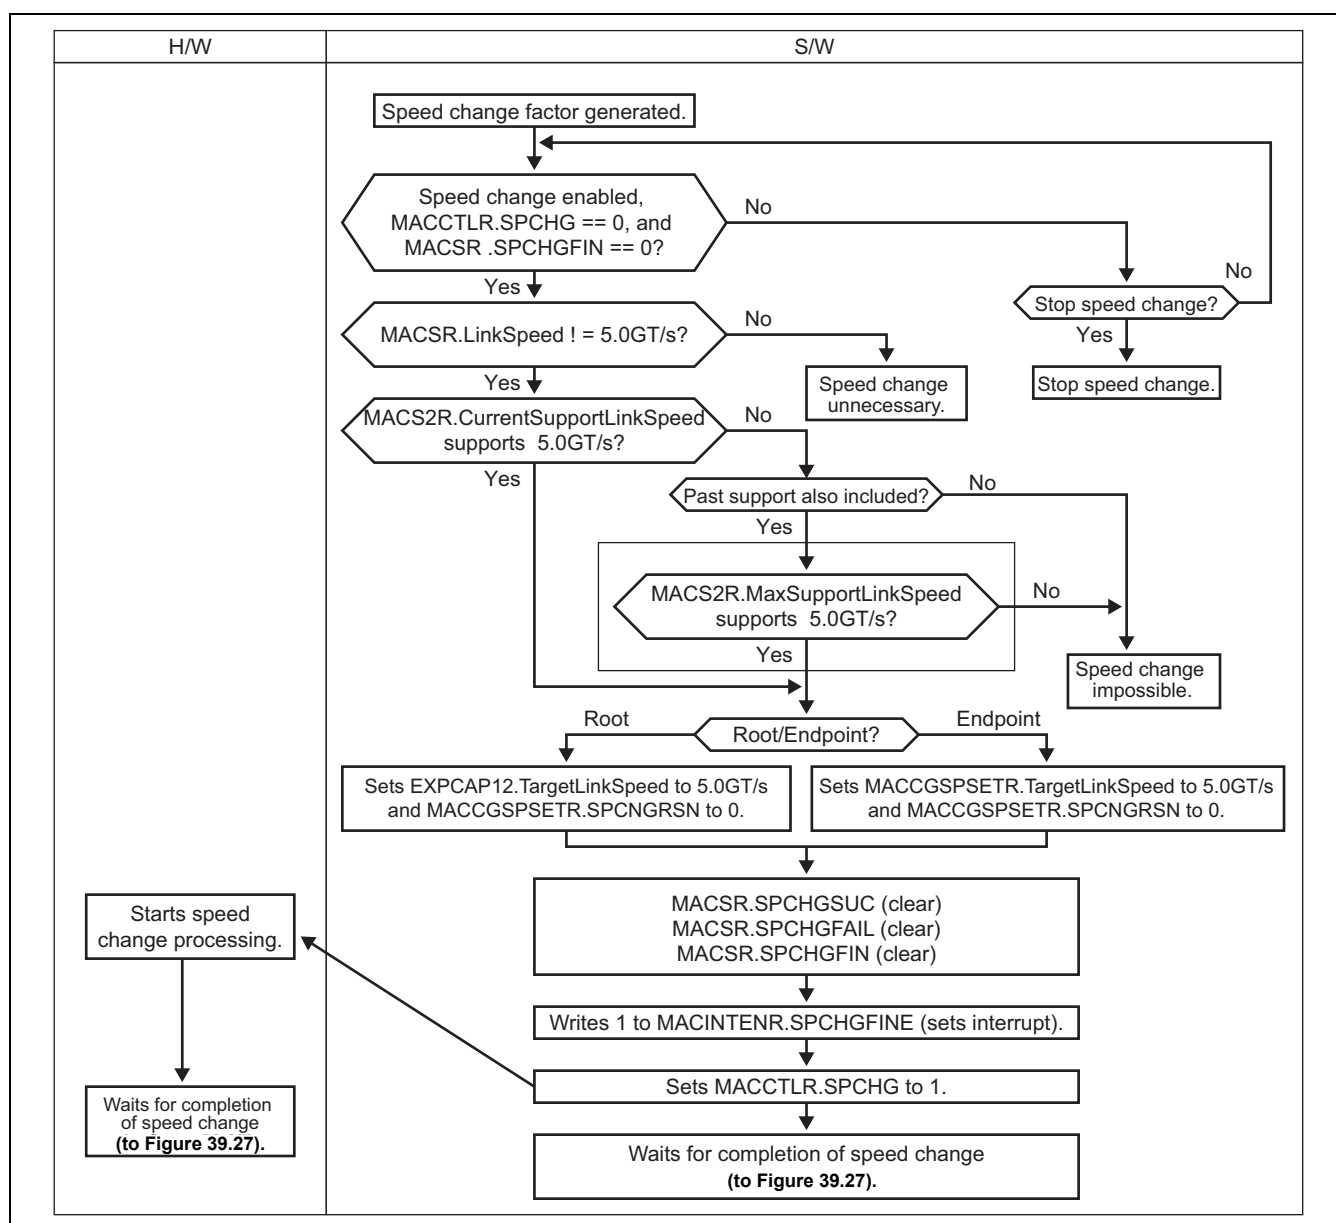 H/W
S/W
Speed change factor generated.
Speed change enabled,
MACCTLR.SPCHG == 0, and
MACSR .SPCHGFIN == 0?
No
Yes
Stop speed change?
No
Yes
Stop speed change.
MACSR.LinkSpeed ! = 5.0GT/s?
No
Yes
Speed change
unnecessary.
MACS2R.CurrentSupportLinkSpeed
supports 5.0GT/s?
No
Yes
Past support also included?
No
Yes
MACS2R.MaxSupportLinkSpeed
supports 5.0GT/s?
No
Yes
Speed change
impossible.
Root
Root/Endpoint?
Endpoint
Sets EXPCAP12.TargetLinkSpeed to 5.0GT/s
and MACCGSPSETR.SPCNGRSN to 0.
Sets MACCGSPSETR.TargetLinkSpeed to 5.0GT/s
and MACCGSPSETR.SPCNGRSN to 0.
MACSR.SPCHGSUC (clear)
MACSR.SPCHGFAIL (clear)
MACSR.SPCHGFIN (clear)
Writes 1 to MACINTENR.SPCHGFINE (sets interrupt).
Sets MACCTLR.SPCHG to 1.
Waits for completion of speed change
(to Figure 39.27).
Starts speed
change processing.
Waits for completion
of speed change
(to Figure 39.27).